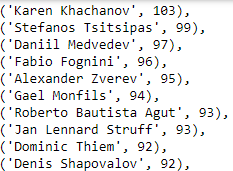 ('Karen Khachanov', 103),
('Stefanos Tsitsipas', 99),
('Daniil Medvedev', 97),
('Fabio Fognini', 96),
('Alexander Zverev', 95),
('Gael Monfils', 94),
('Roberto Bautista Agut', 93),
('Jan Lennard Struff', 93),
('Dominic Thiem', 92),
('Denis Shapovalov', 92),